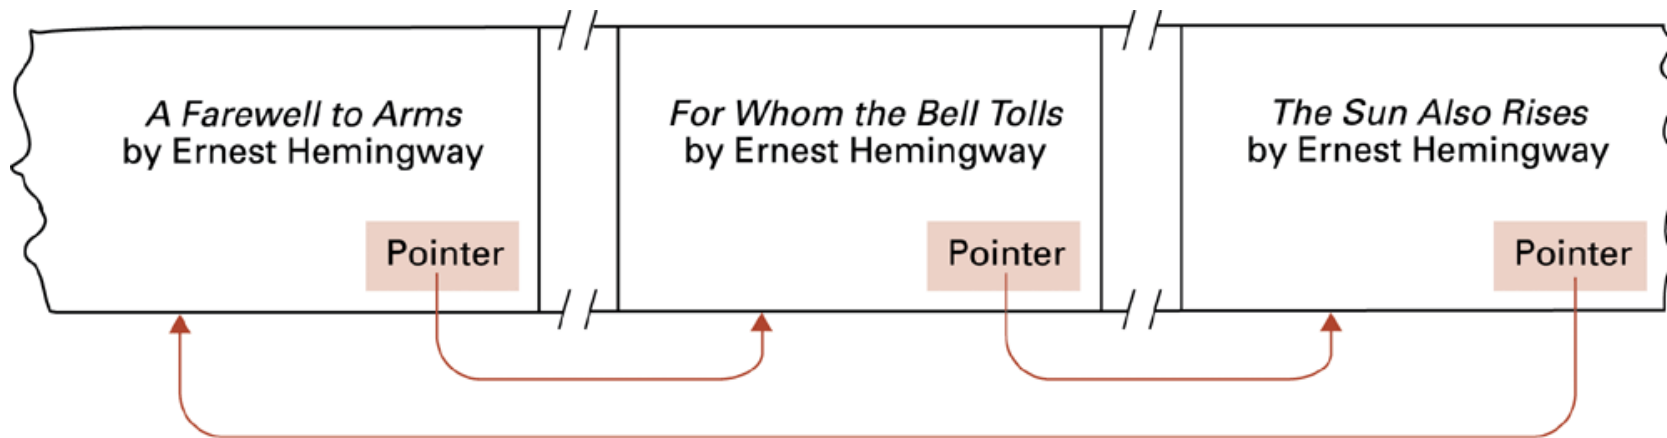 A Farewell to Arms
by Ernest Hemingway
Pointer
For Whom the Bell Tolls
by Ernest Hemingway
Pointer
The Sun Also Rises
by Ernest Hemingway
Pointer